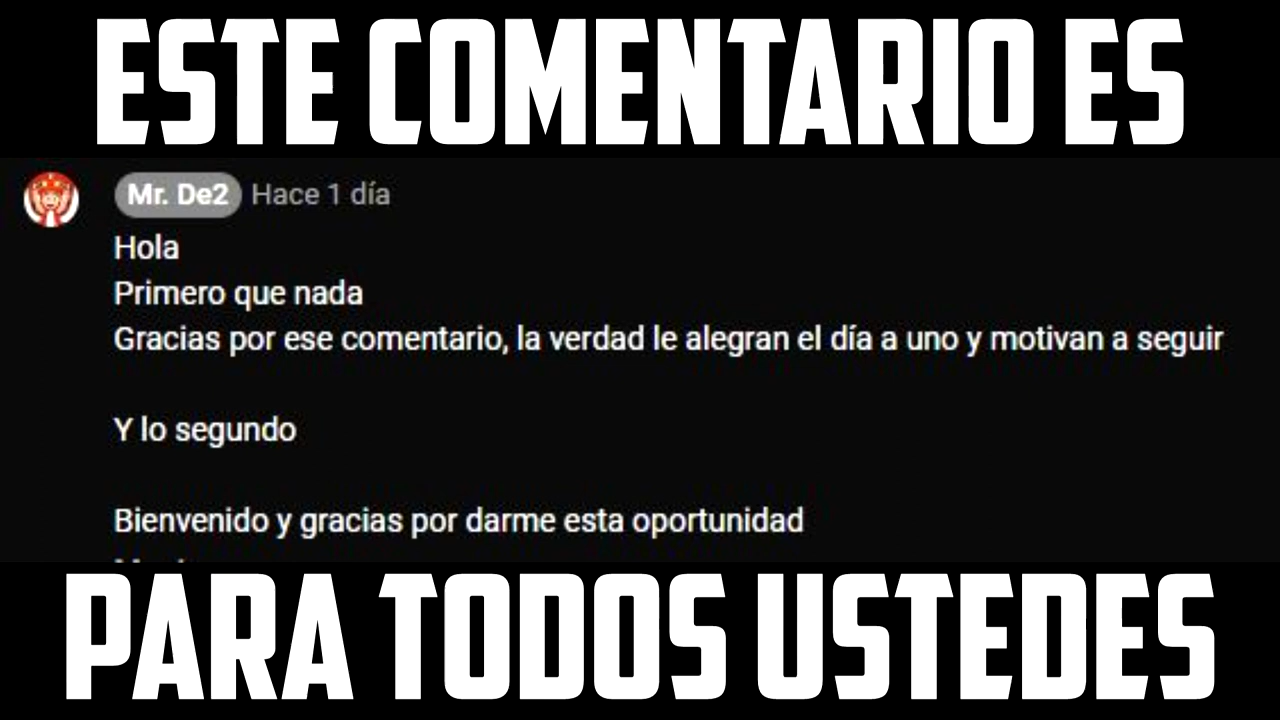 ESTE COMENTARIO ES
Mr. De2 Hace 1 día
Hola
Primero que nada
Gracias por ese comentario, la verdad le alegran el día a uno y motivan a seguir
Y lo segundo
Bienvenido y gracias por darme esta oportunidad
PARA TODOS USTEDES